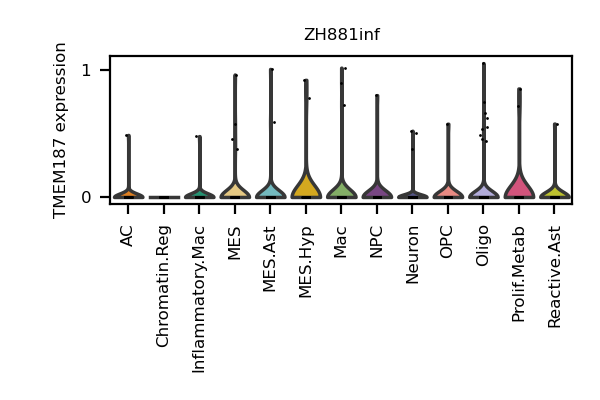 ZH881inf
TMEM187 expression
1
0
AC
Chromatin.Reg
Inflammatory.Mac
MES
MES.Ast
MES.Hyp
Mac
NPC
Neuron
OPC
Oligo
Prolif.Metab
Reactive.Ast